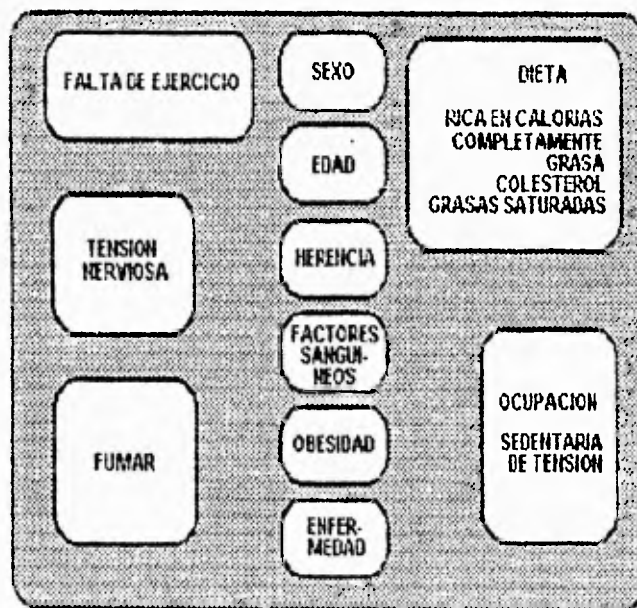 FALTA DE EJERCICIO
TENSION
NERVIOSA
FUMAR
SEXO
EDAD
HERENCIA
FACTORES
SANGUI-
NEOS
OBESIDAD
ENFER-
MEDAD
DIETA
RICA EN CALORIAS
COMPLETAMENTE
GRASA
COLESTEROL
GRASAS SATURADAS
OCUPACION
SEDENTARIA
DE TENSION